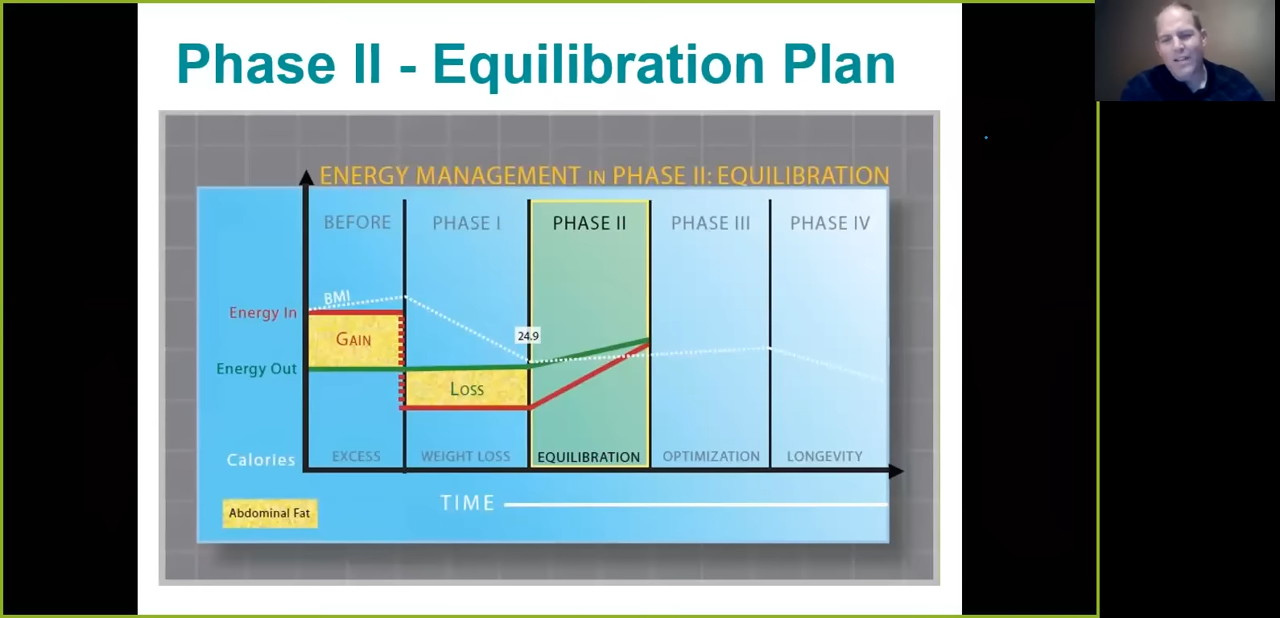 Phase II - Equilibration Plan
ENERGY MANAGEMENT IN PHASE II: EQUILIBRATION
BEFORE
PHASE I
PHASE II
PHASE III
PHASE IV
BMI
Energy In
GAIN
24.9
Energy Out
LOSS
Calories
EXCESS
WEIGHT LOSS
EQUILIBRATION
OPTIMIZATION
LONGEVITY
TIME
Abdominal Fat